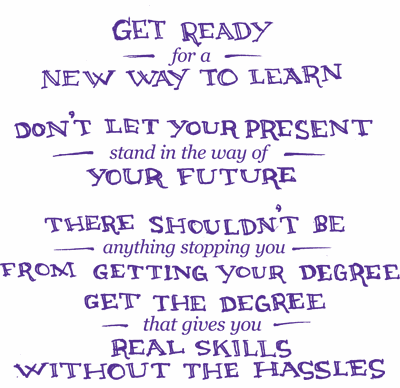 GET READY
for a
NEW WAY TO LEARN
DON'T LET YOUR PRESENT
stand in the way of
YOUR FUTURE
THERE SHOULDN'T BE
anything stopping you
FROM GETTING YOUR DEGREE
GET THE DEGREE
that gives you
REAL SKILLS
WITHOUT THE HASSLES